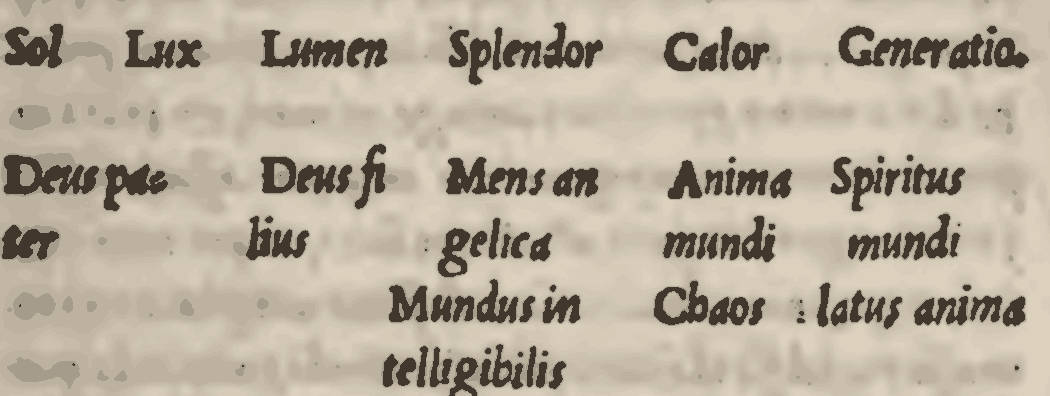 Sol Lux Lumen Splendor Calor Generatio.
Deus pa= Deus fi Mens an Anima Spiritus
ter lius gelica mundi mundi
Mundus in Chaos : latus anima
telligibilis .